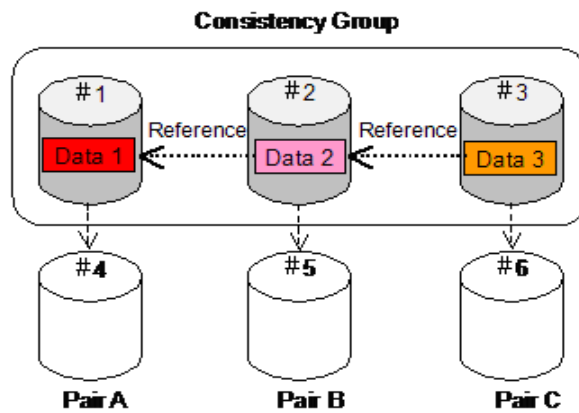 Consistency Group
#1
#2
#3
Reference
Reference
Data 1
Data 2
Data 3
#4
#5
#6
Pair A
Pair B
Pair C